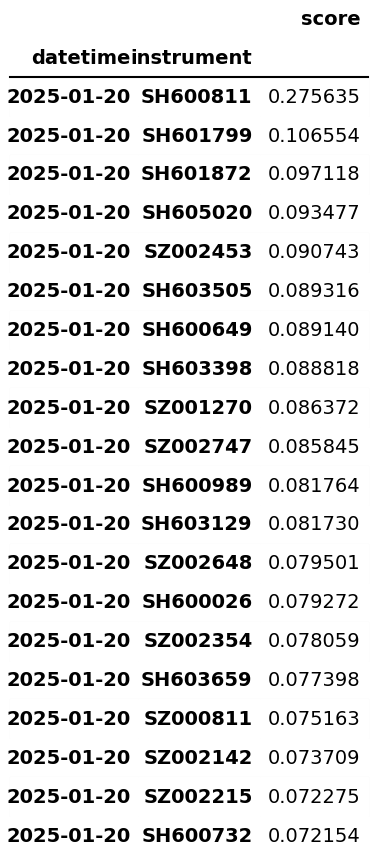 score
datetime instrument
2025-01-20 SH600811 0.275635
2025-01-20 SH601799 0.106554
2025-01-20 SH601872 0.097118
2025-01-20 SH605020 0.093477
2025-01-20 SZ002453 0.090743
2025-01-20 SH603505 0.089316
2025-01-20 SH600649 0.089140
2025-01-20 SH603398 0.088818
2025-01-20 SZ001270 0.086372
2025-01-20 SZ002747 0.085845
2025-01-20 SH600989 0.081764
2025-01-20 SH603129 0.081730
2025-01-20 SZ002648 0.079501
2025-01-20 SH600026 0.079272
2025-01-20 SZ002354 0.078059
2025-01-20 SH603659 0.077398
2025-01-20 SZ000811 0.075163
2025-01-20 SZ002142 0.073709
2025-01-20 SZ002215 0.072275
2025-01-20 SH600732 0.072154